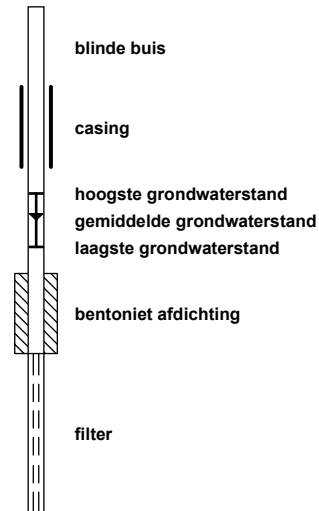 blinde buis
casing
hoogste grondwaterstand
gemiddelde grondwaterstand
laagste grondwaterstand
bentoniet afdichting
filter